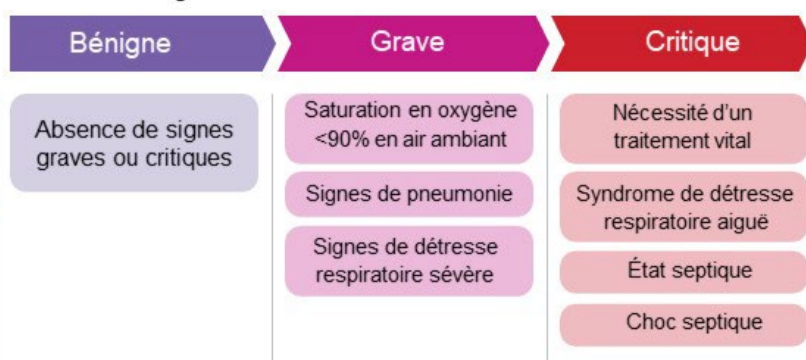 Bénigne
Grave
Critique
Absence de signes
graves ou critiques
Saturation en oxygène
<90% en air ambiant
Signes de pneumonie
Signes de détresse
respiratoire sévère
Nécessité d'un
traitement vital
Syndrome de détresse
respiratoire aiguë
État septique
Choc septique